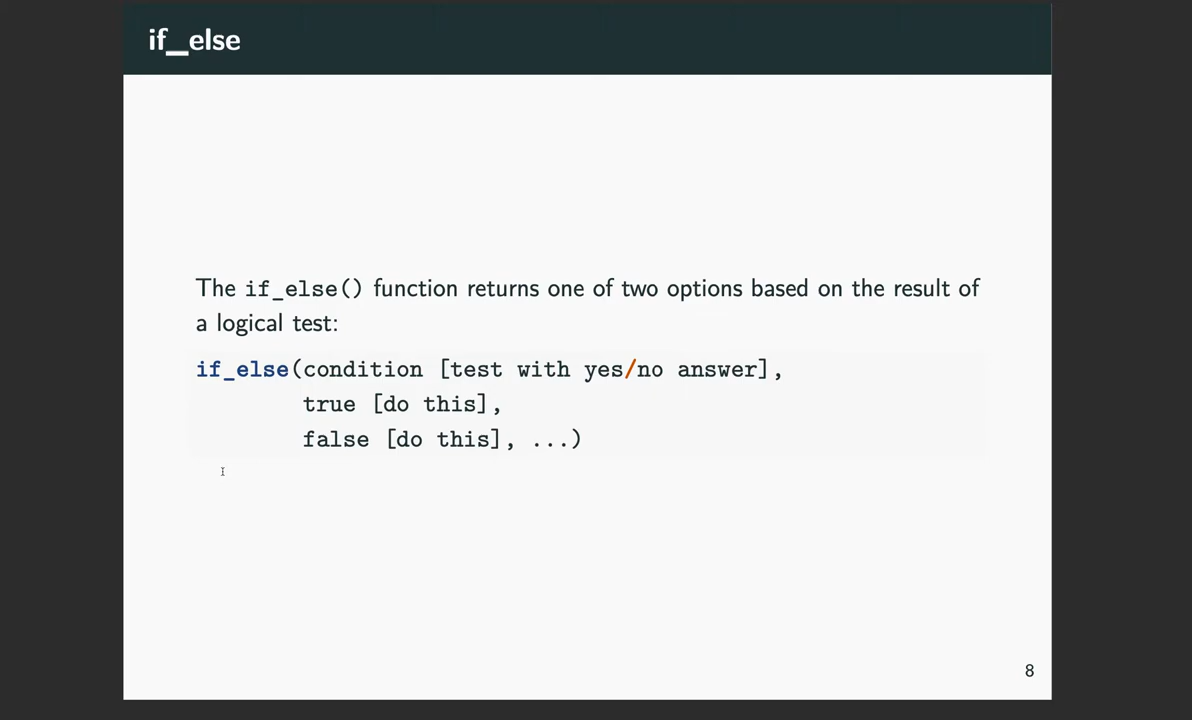 if_else
The if_else() function returns one of two options based on the result of
a logical test:
if_else(condition [test with yes/no answer],
true [do this],
false [do this], ...)
8